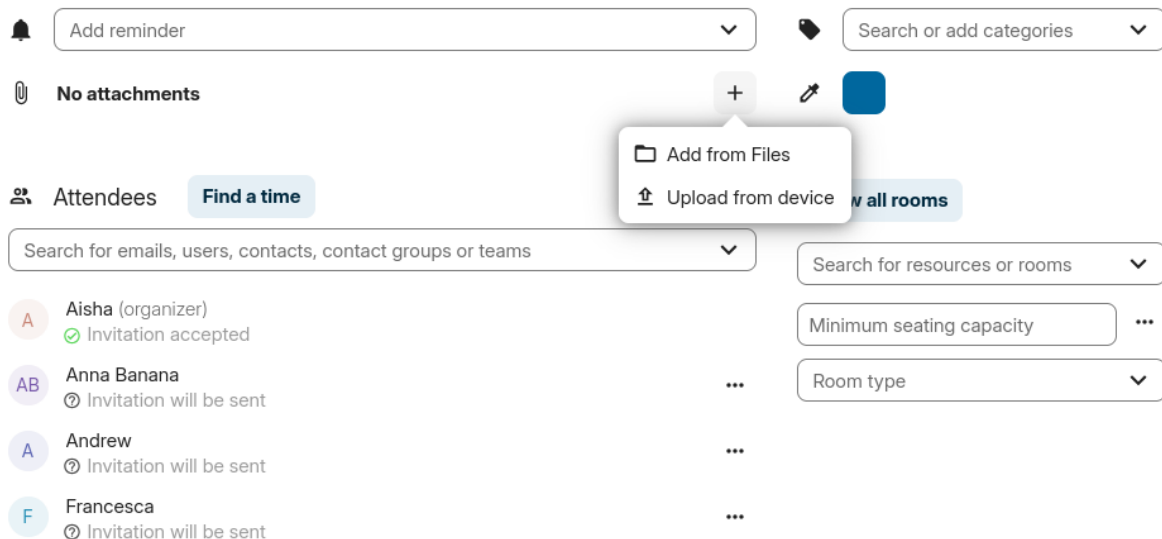 Add reminder
Search or add categories
No attachments
Add from Files
Upload from device
Attendees
Find a time
all rooms
Search for emails, users, contacts, contact groups or teams
Search for resources or rooms
A
Aisha (organizer)
Invitation accepted
Minimum seating capacity
AB
Anna Banana
Invitation will be sent
Room type
A
Andrew
Invitation will be sent
F
Francesca
Invitation will be sent